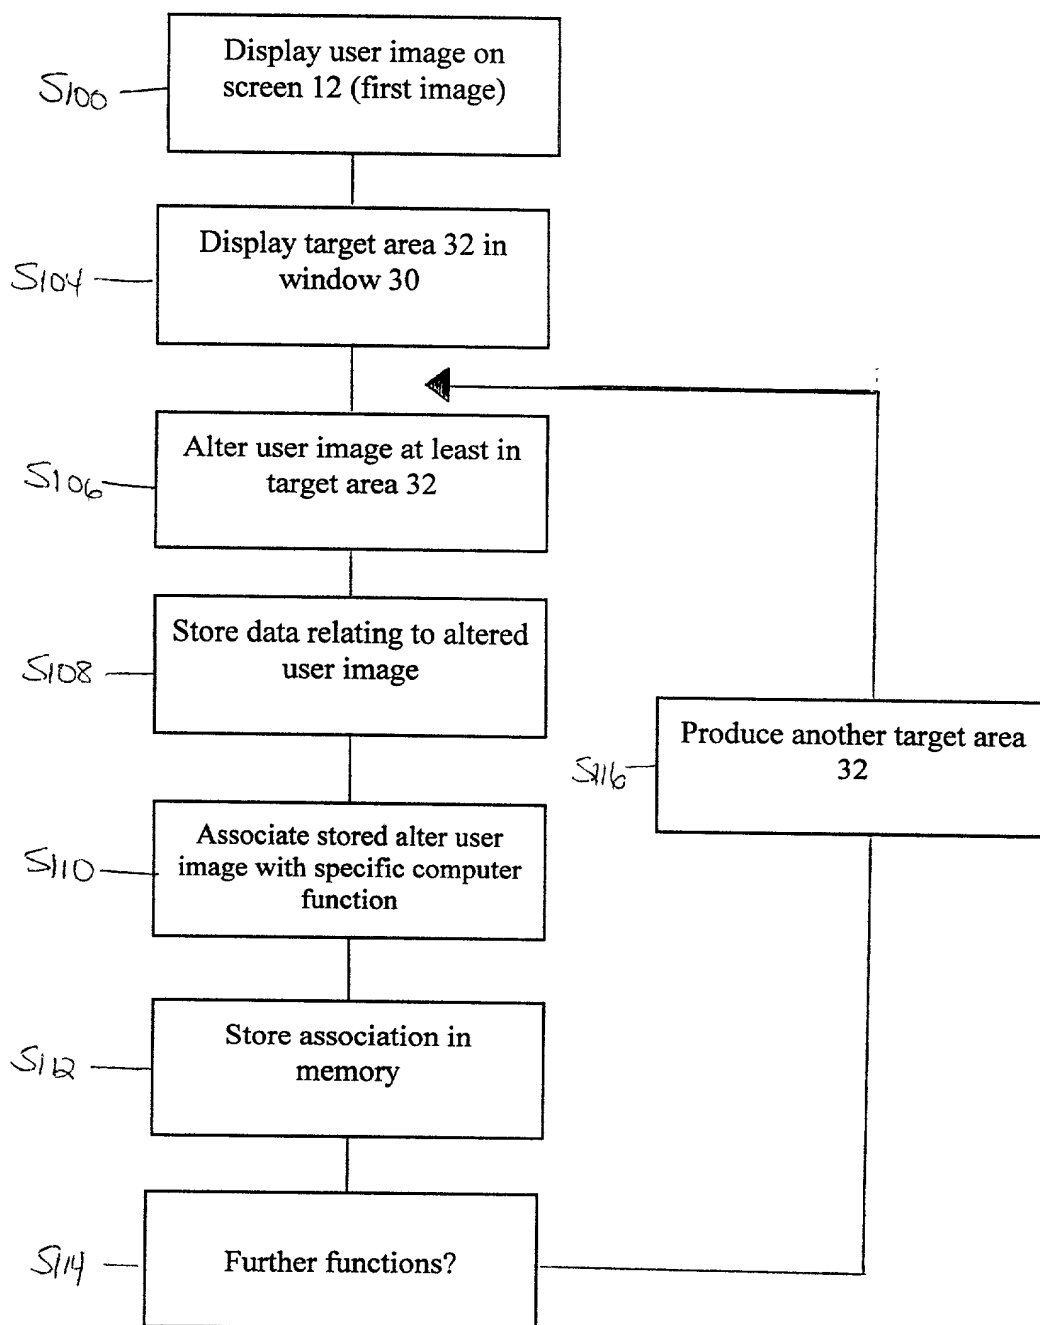 Display user image on
screen 12 (first image)
S100
Display target area 32 in
window 30
S104
Alter user image at least in
target area 32
S106
Store data relating to altered
user image
S108
Produce another target area
32
S116
Associate stored alter user
image with specific computer
function
S110
Store association in
memory
S112
Further functions?
S114